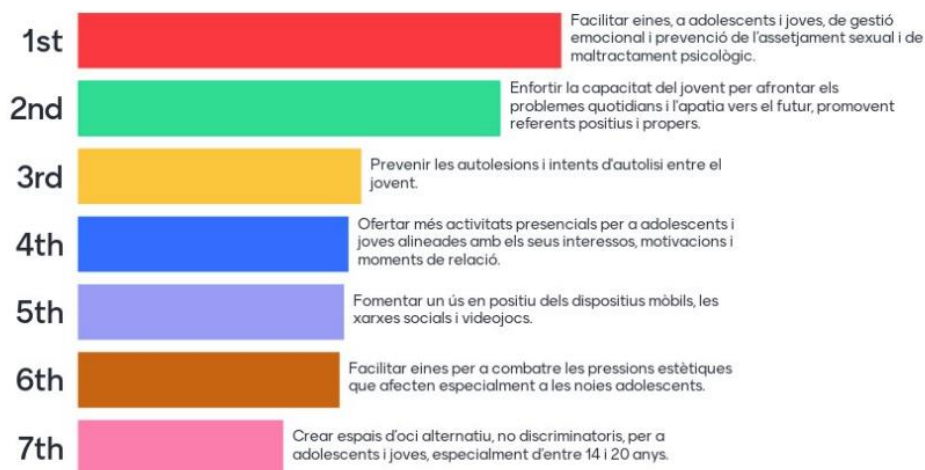 1st
Facilitar eines, a adolescents i joves, de gestió
emocional i prevenció de l'assetjament sexual i de
maltractament psicològic.
2nd
Enfortir la capacitat del jovent per afrontar els
problemes quotidians i l'apatia vers el futur, promovent
referents positius i propers.
3rd
Prevenir les autolesions i intents d'autolisi entre el
jovent.
4th
Ofertar més activitats presencials per a adolescents i
joves alineades amb els seus interessos, motivacions i
moments de relació.
5th
Fomentar un ús en positiu dels dispositius mòbils, les
xarxes socials i videojocs.
6th
Facilitar eines per a combatre les pressions estètiques
que afecten especialment a les noies adolescents.
7th
Crear espais d'oci alternatiu, no discriminatoris, per a
adolescents i joves, especialment d'entre 14 i 20 anys.